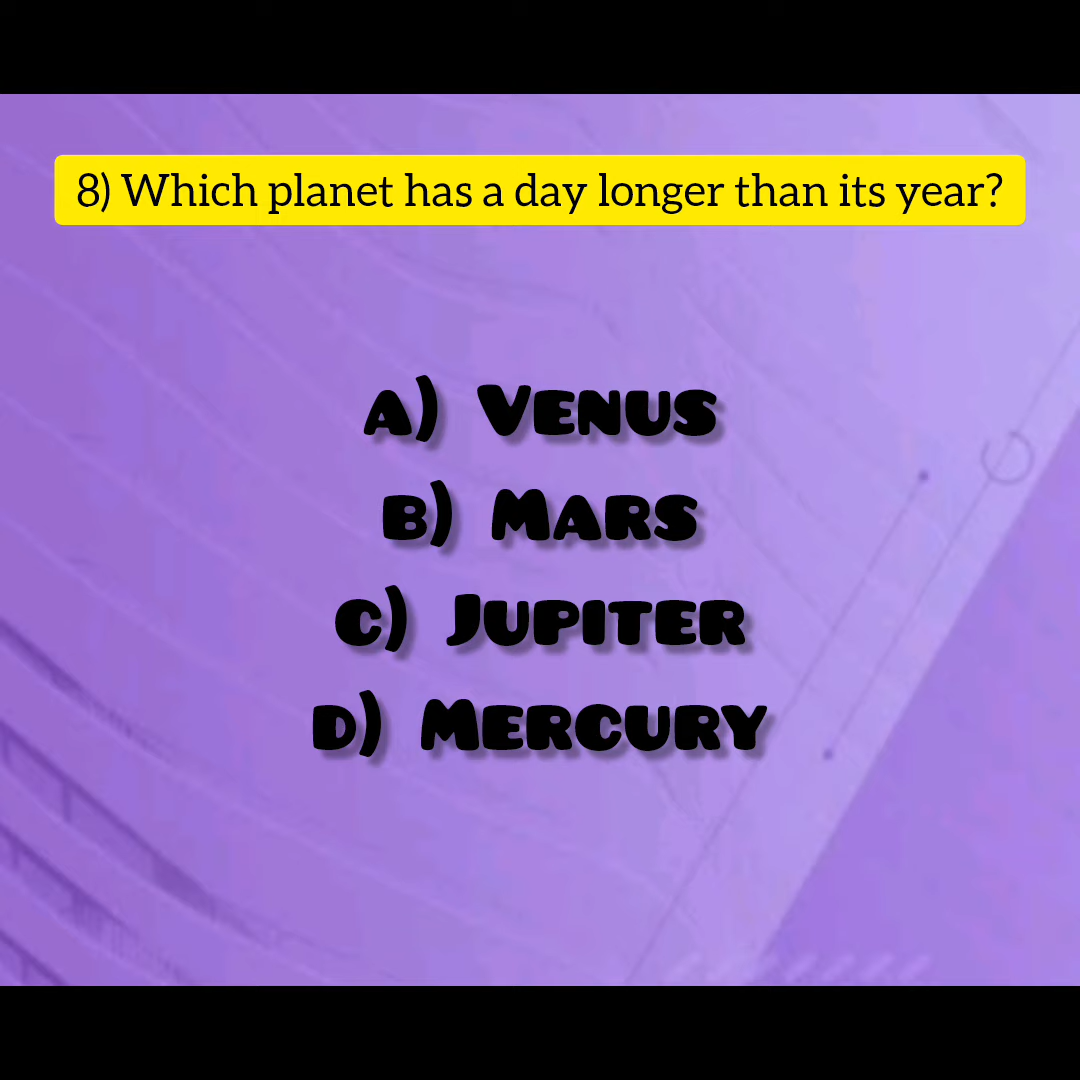 8) Which planet has a day longer than its year?
A) Venus
B) Mars
C) Jupiter
D) Mercury